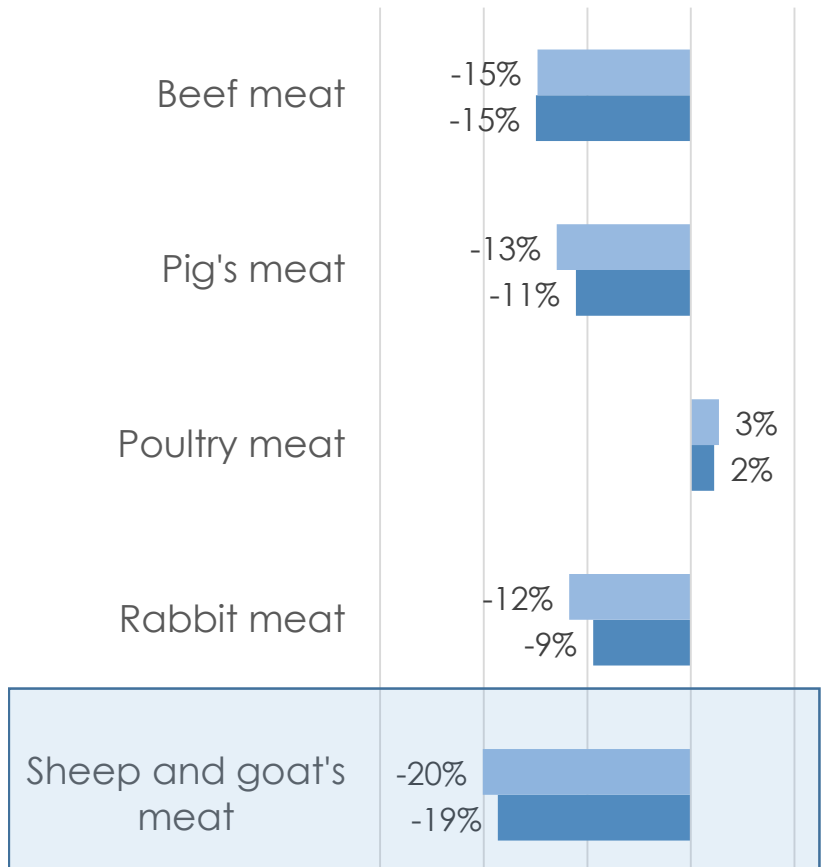 Beef meat
-15%
-15%
Pig's meat
-13%
-11%
Poultry meat
3%
2%
Rabbit meat
-12%
-9%
Sheep and goat's
meat
-20%
-19%